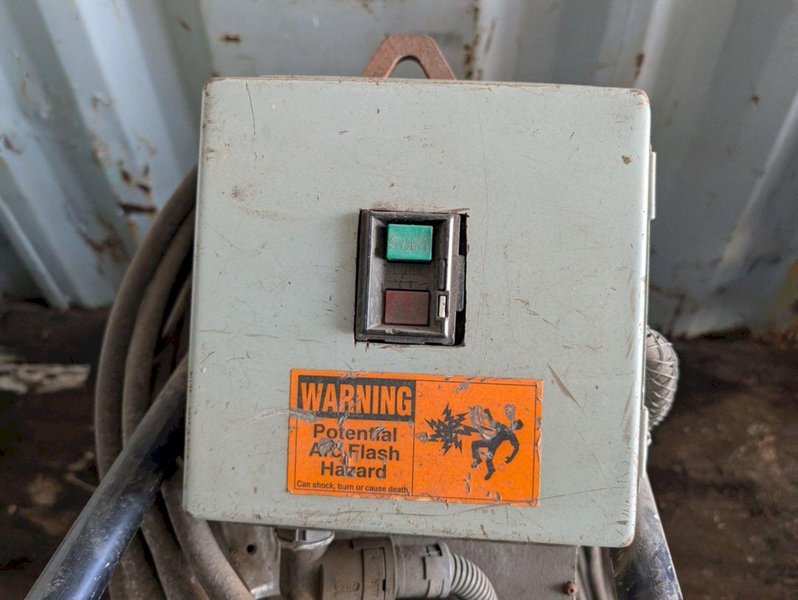 START
WARNING
Potential
Arc Flash
Hazard
Can shock, burn or cause death.